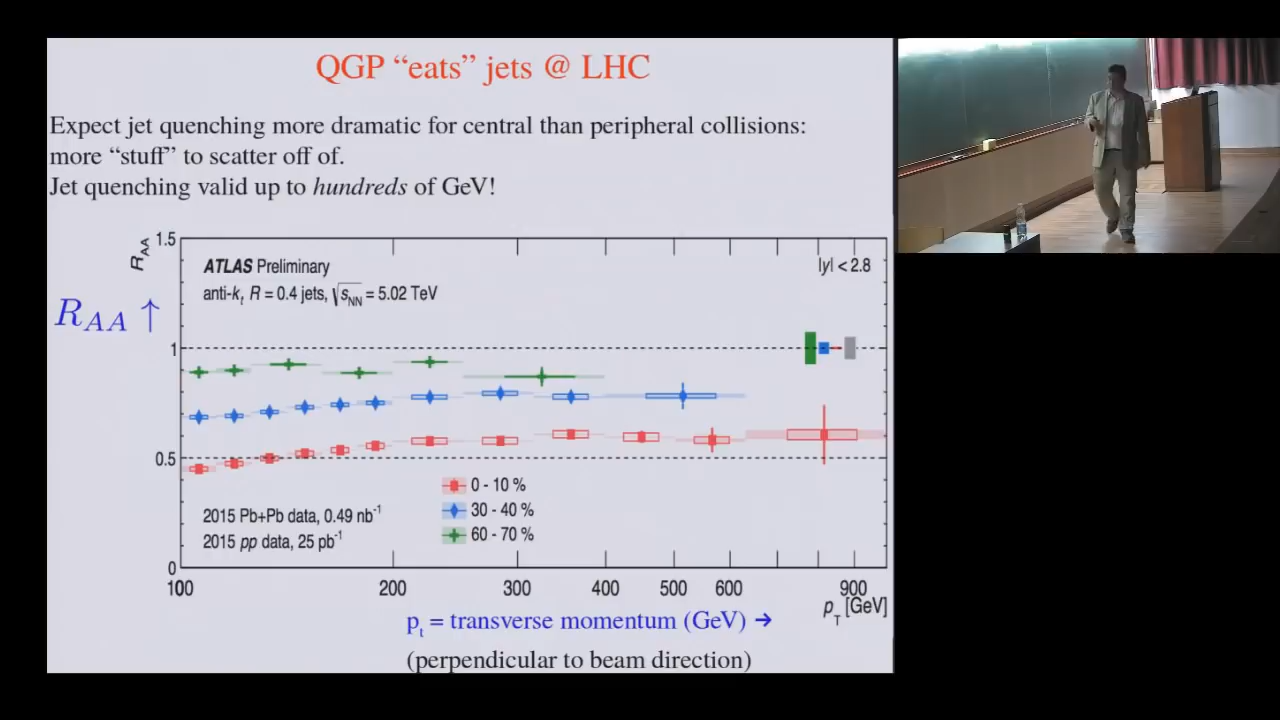 QGP “eats” jets @ LHC
Expect jet quenching more dramatic for central than peripheral collisions:
more “stuff” to scatter off of.
Jet quenching valid up to hundreds of GeV!
R_AA
R_AA ↑
1.5
1
0.5
0
ATLAS Preliminary
anti-k_t R = 0.4 jets, √s_NN = 5.02 TeV
|y| < 2.8
0 - 10 %
30 - 40 %
60 - 70 %
2015 Pb+Pb data, 0.49 nb⁻¹
2015 pp data, 25 pb⁻¹
100 200 300 400 500 600 900
p_T [GeV]
p_t = transverse momentum (GeV) →
(perpendicular to beam direction)